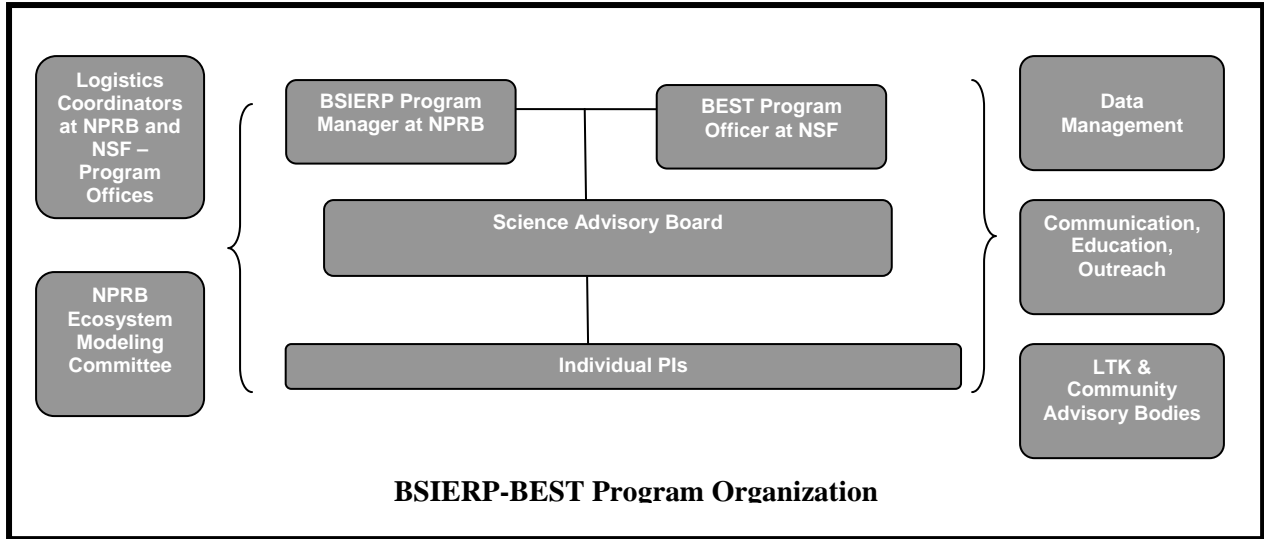 Logistics
Coordinators
at NPRB and
NSF –
Program
Offices
NPRB
Ecosystem
Modeling
Committee
BSIERP Program
Manager at NPRB
BEST Program
Officer at NSF
Science Advisory Board
Individual PIs
Data
Management
Communication,
Education,
Outreach
LTK &
Community
Advisory Bodies
BSIERP-BEST Program Organization